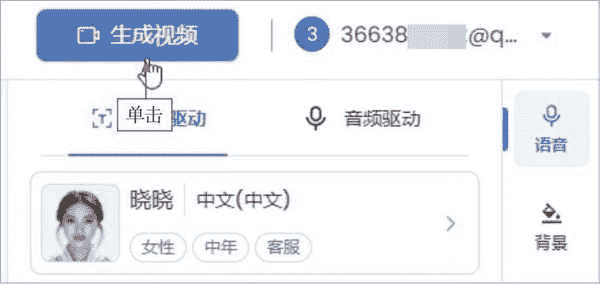 生成视频 3 36638 @q...
单击 驱动 音频驱动 语音
晓晓 中文(中文)
女性 中年 客服 背景